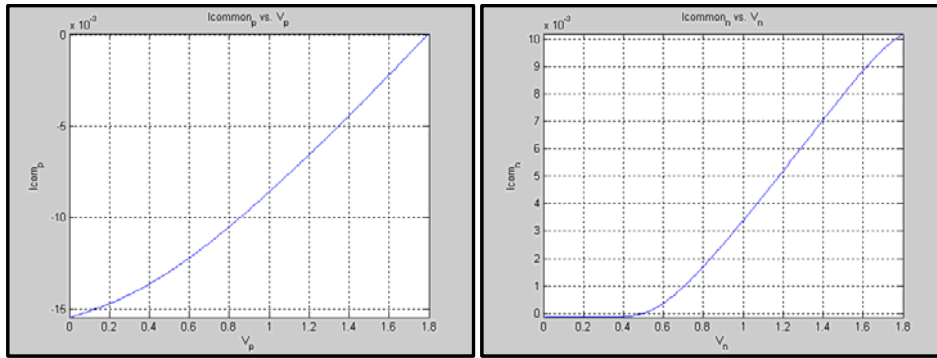 Icommon_p vs. V_p
x 10^-3
0
-5
-10
-15
Icom_p
0 0.2 0.4 0.6 0.8 1 1.2 1.4 1.6 1.8
V_p
Icommon_n vs. V_n
x 10^-3
10
9
8
7
6
5
4
3
2
1
0
Icom_n
0 0.2 0.4 0.6 0.8 1 1.2 1.4 1.6 1.8
V_n